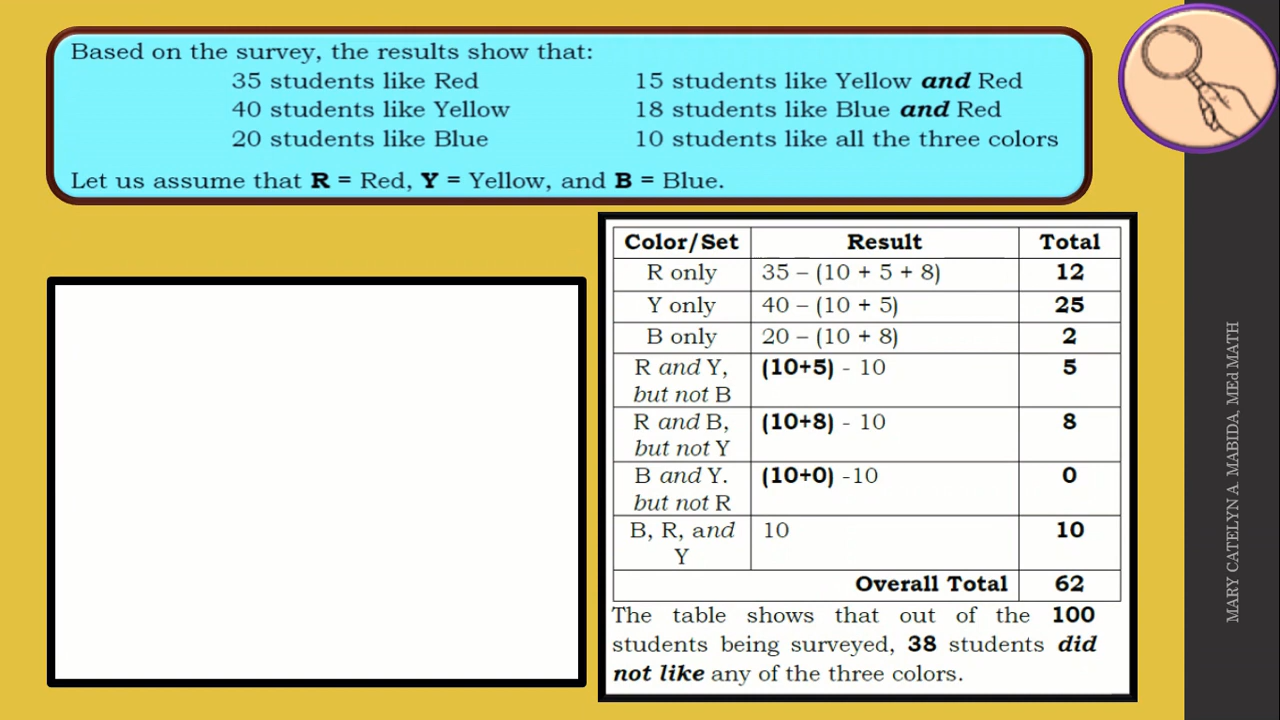 Based on the survey, the results show that:
35 students like Red
15 students like Yellow and Red
40 students like Yellow
18 students like Blue and Red
20 students like Blue
10 students like all the three colors
Let us assume that R = Red, Y = Yellow, and B = Blue.
Color/Set Result Total
R only 35 – (10 + 5 + 8) 12
Y only 40 – (10 + 5) 25
B only 20 – (10 + 8) 2
R and Y, (10+5) - 10 5
but not B
R and B, (10+8) - 10 8
but not Y
B and Y. (10+0) -10 0
but not R
B, R, and 10 10
Y
Overall Total 62
The table shows that out of the 100
students being surveyed, 38 students did
not like any of the three colors.
MARY CATELYN A. MABIDA, MEd MATH